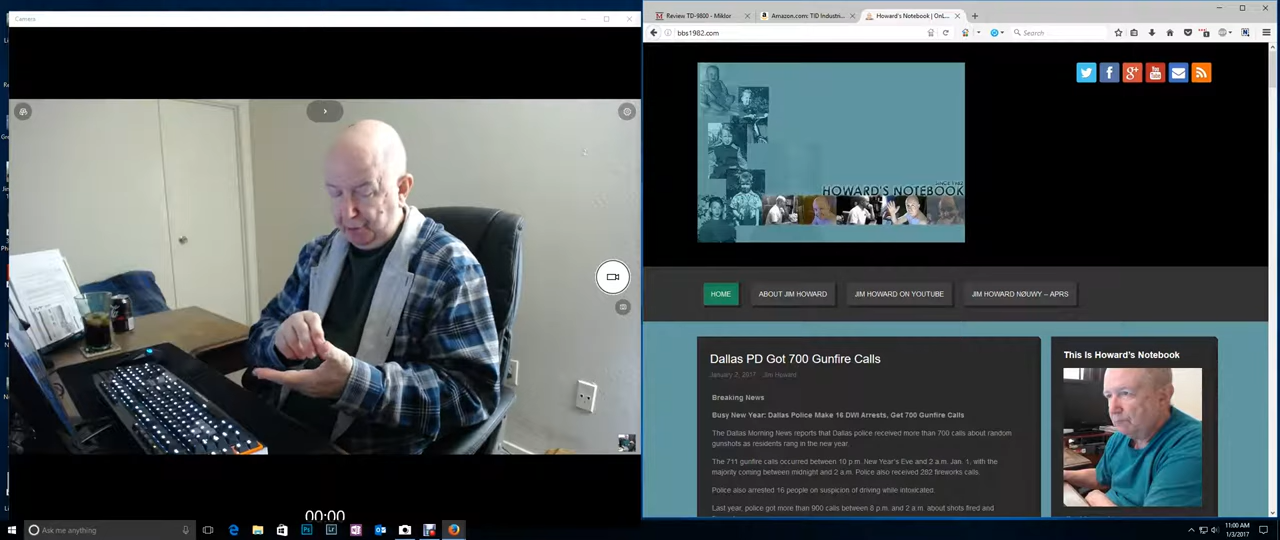 Camera
Review TD-9800 - Miktor
Amazon.com: TID Industri...
Howard's Notebook | OnL...
bbs1982.com
Search...
SINCE 1982
HOWARD'S NOTEBOOK
HOME
ABOUT JIM HOWARD
JIM HOWARD ON YOUTUBE
JIM HOWARD NØUWY – APRS
Dallas PD Got 700 Gunfire Calls
January 2, 2017 Jim Howard
Breaking News
Busy New Year: Dallas Police Make 16 DWI Arrests, Get 700 Gunfire Calls
The Dallas Morning News reports that Dallas police received more than 700 calls about random
gunshots as residents rang in the new year.
The 711 gunfire calls occurred between 10 p.m. New Year's Eve and 2 a.m. Jan. 1, with the
majority coming between midnight and 2 a.m. Police also received 282 fireworks calls.
Police also arrested 16 people on suspicion of driving while intoxicated.
Last year, police got more than 900 calls between 8 p.m. and 2 a.m. about shots fired and
This Is Howard's Notebook
00:00
Ask me anything
11:00 AM
1/3/2017